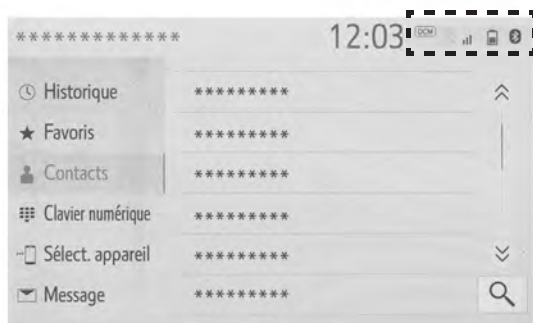 ************* 12:03 DCM
Historique *********
Favoris *********
Contacts *********
Clavier numérique *********
Sélect. appareil *********
Message *********